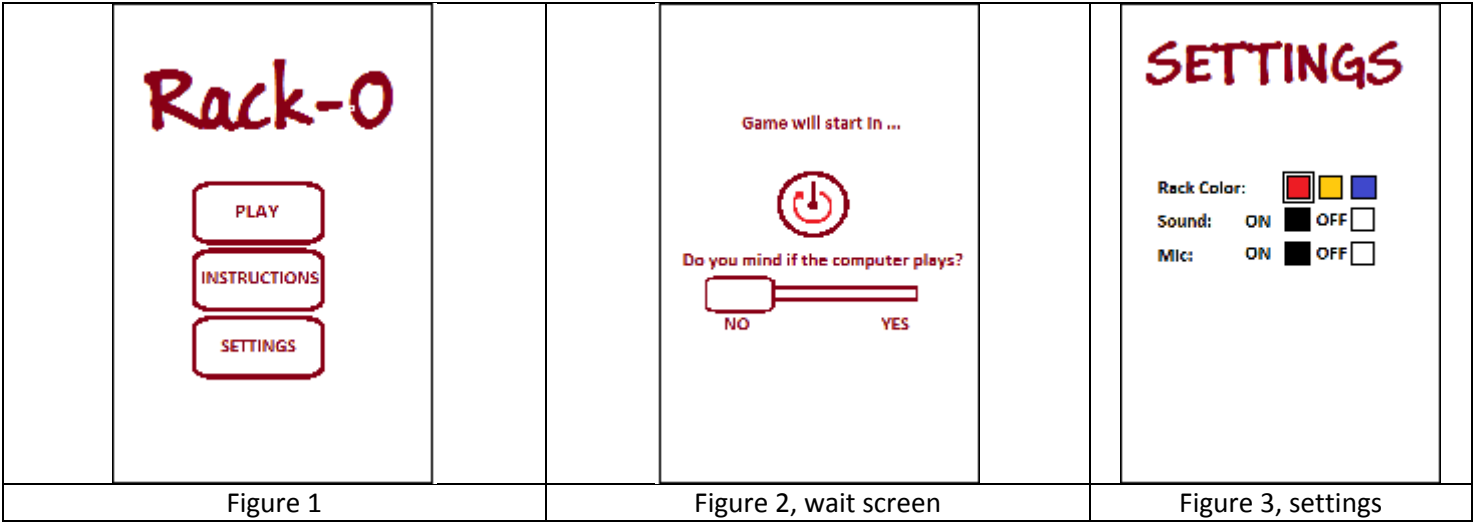 Rack-O
PLAY
INSTRUCTIONS
SETTINGS
Figure 1
Game will start in ...
Do you mind if the computer plays?
NO YES
Figure 2, wait screen
SETTINGS
Rack Color:
Sound: ON OFF
Mic: ON OFF
Figure 3, settings